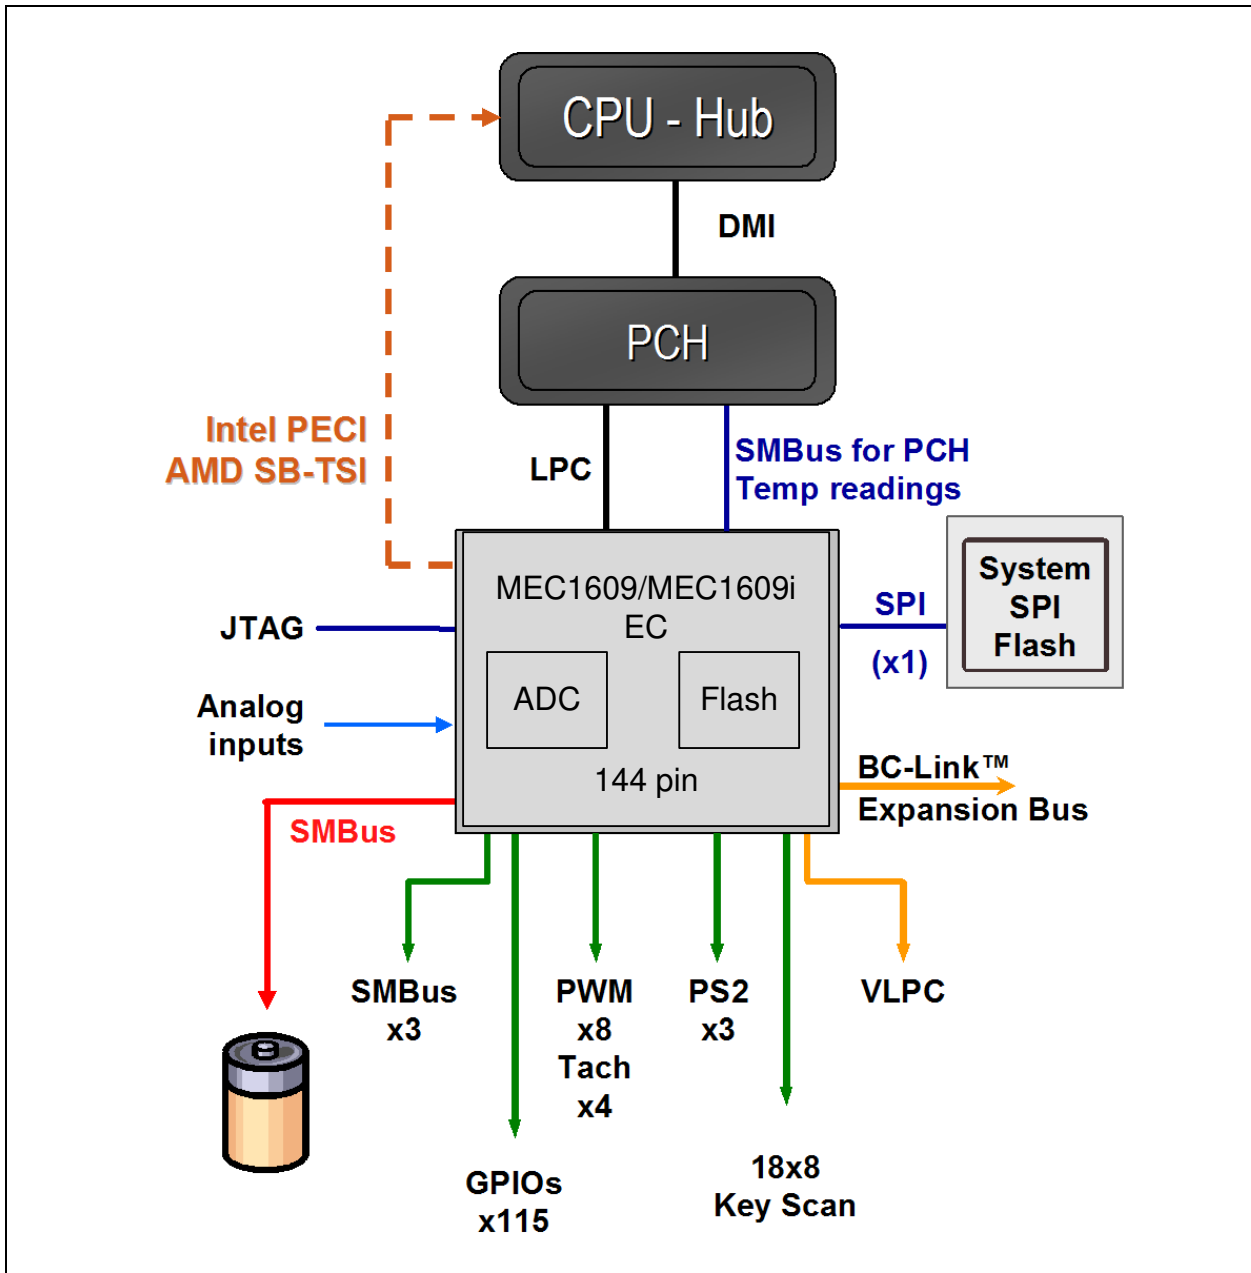 CPU - Hub
DMI
PCH
Intel PECI
AMD SB-TSI
LPC
SMBus for PCH
Temp readings
MEC1609/MEC1609i
EC
ADC
Flash
144 pin
JTAG
Analog
inputs
SPI
(x1)
System
SPI
Flash
BC-Link™
Expansion Bus
SMBus
SMBus
x3
GPIOs
x115
PWM
x8
Tach
x4
PS2
x3
18x8
Key Scan
VLPC